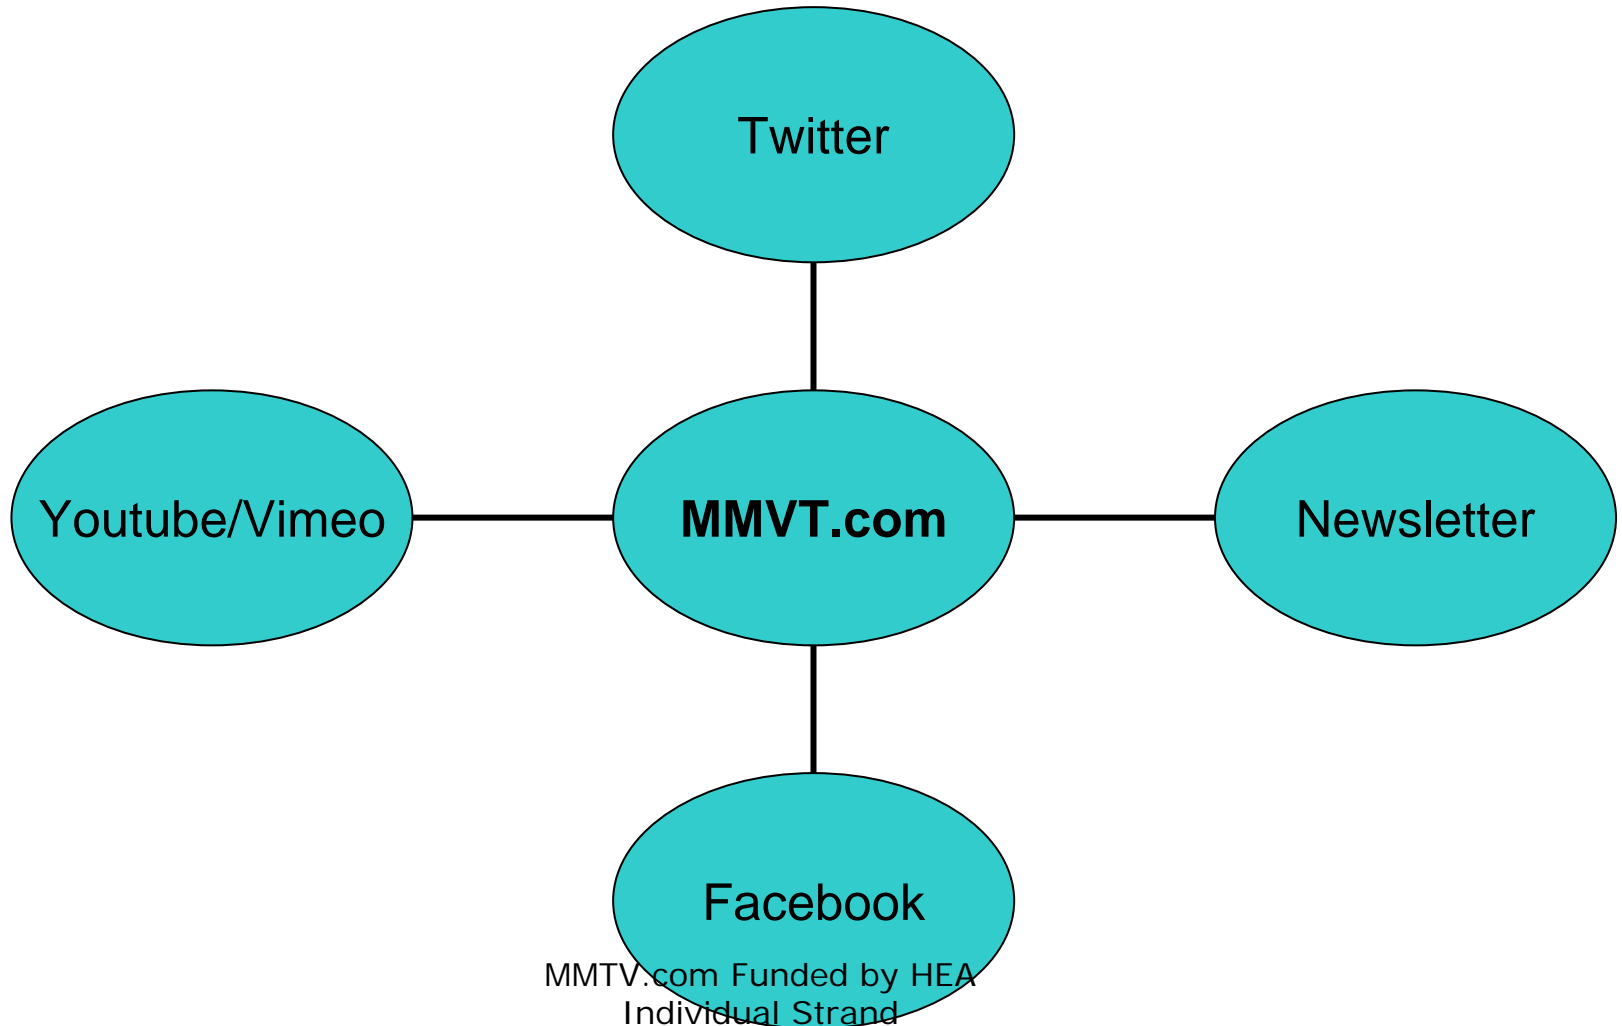 Twitter
Youtube/Vimeo
MMVT.com
Newsletter
Facebook
MMTV.com Funded by HEA
Individual Strand